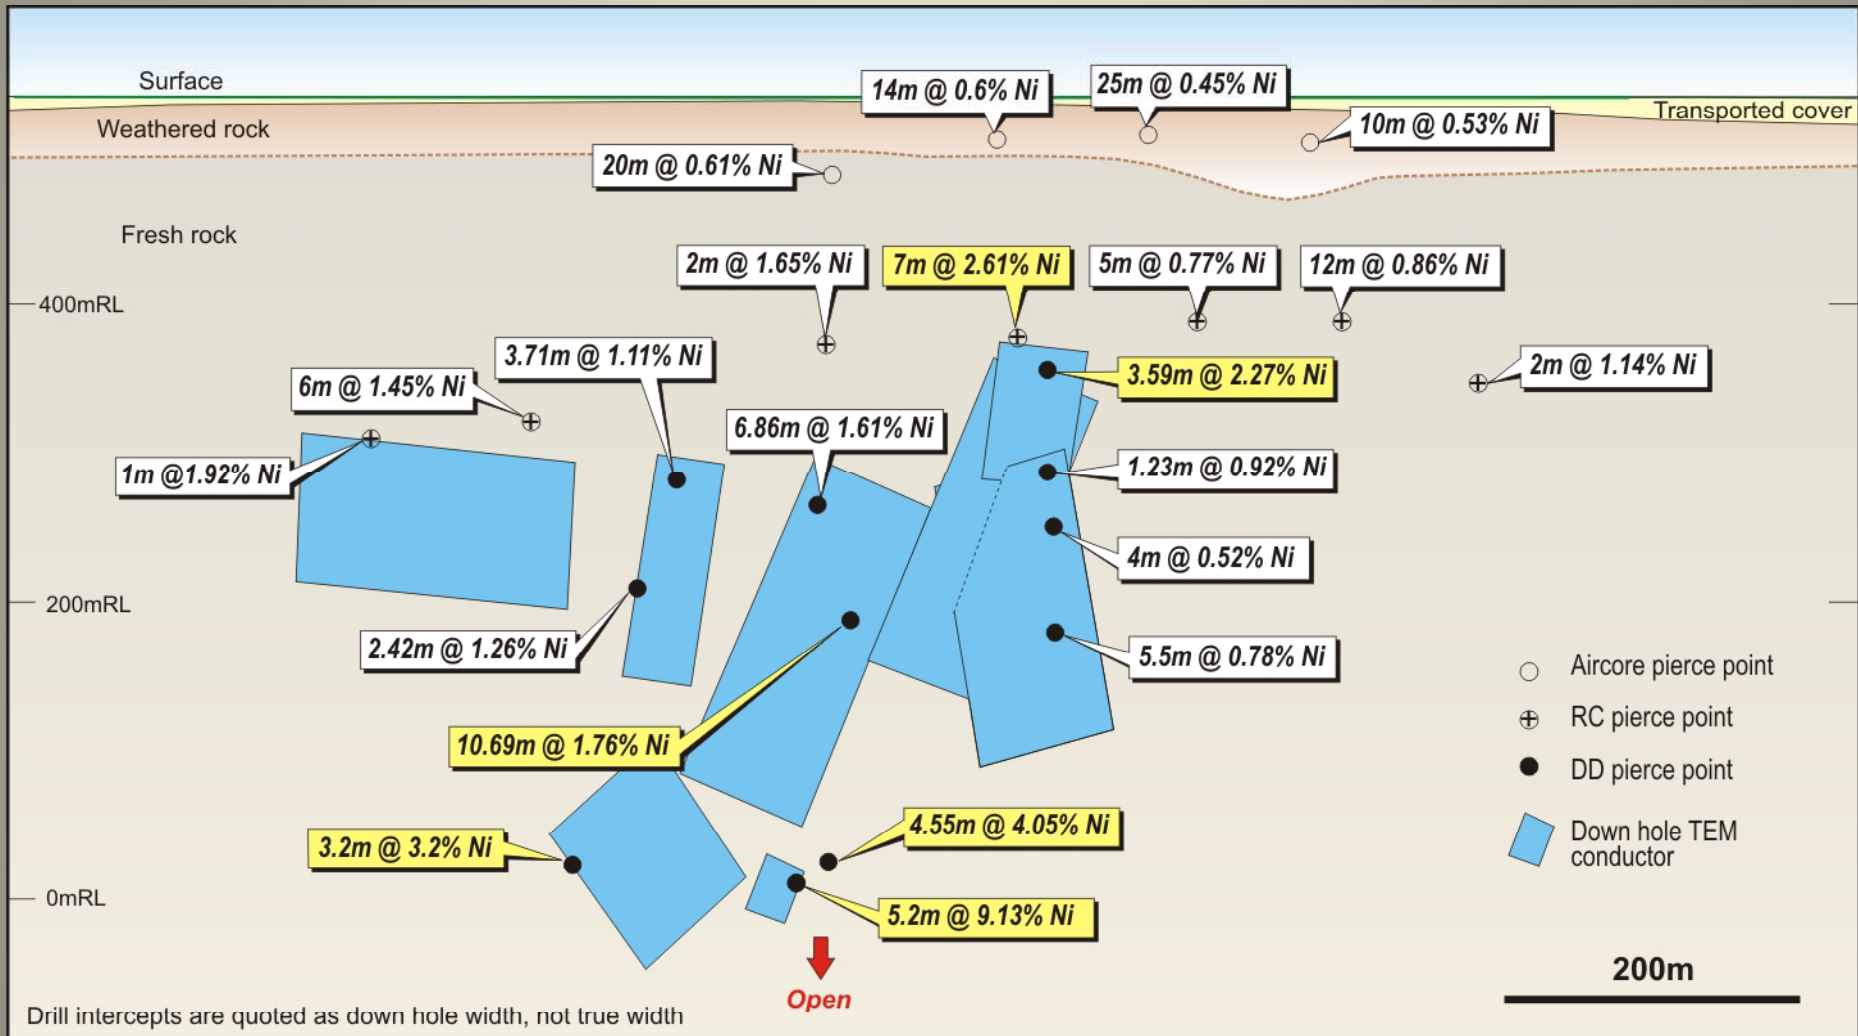 Surface
14m @ 0.6% Ni
25m @ 0.45% Ni
Transported cover
Weathered rock
10m @ 0.53% Ni
20m @ 0.61% Ni
Fresh rock
2m @ 1.65% Ni
7m @ 2.61% Ni
5m @ 0.77% Ni
12m @ 0.86% Ni
400mRL
3.71m @ 1.11% Ni
2m @ 1.14% Ni
6m @ 1.45% Ni
3.59m @ 2.27% Ni
6.86m @ 1.61% Ni
1m @1.92% Ni
1.23m @ 0.92% Ni
4m @ 0.52% Ni
200mRL
2.42m @ 1.26% Ni
5.5m @ 0.78% Ni
Aircore pierce point
RC pierce point
10.69m @ 1.76% Ni
DD pierce point
Down hole TEM
conductor
4.55m @ 4.05% Ni
3.2m @ 3.2% Ni
0mRL
5.2m @ 9.13% Ni
200m
Open
Drill intercepts are quoted as down hole width, not true width